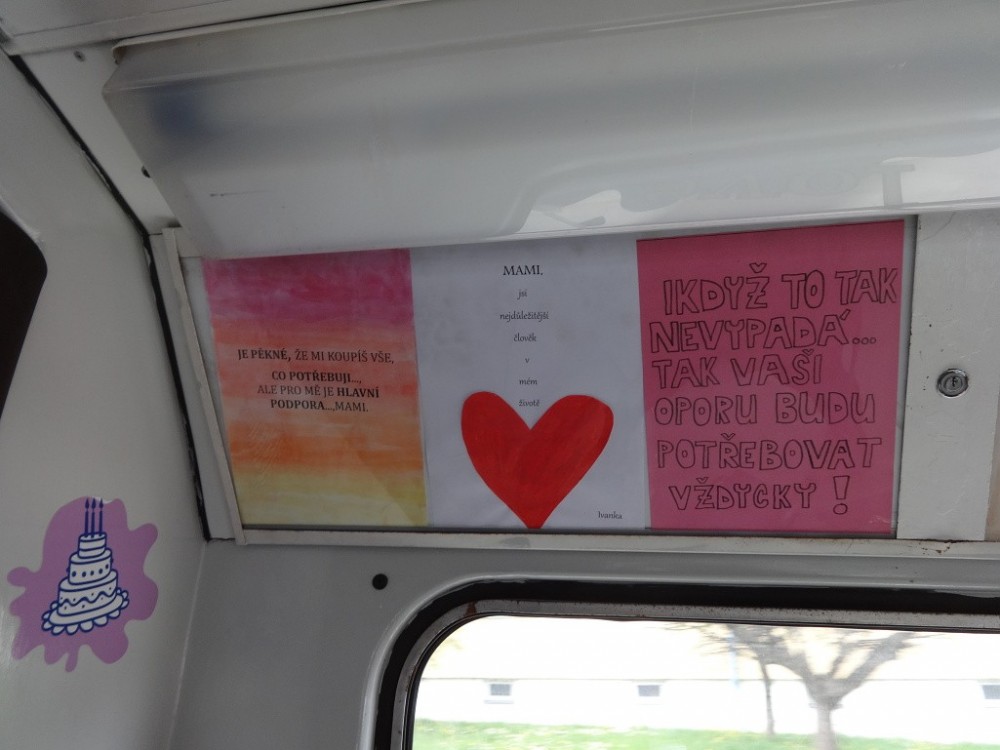 JE PĚKNÉ, ŽE MI KOUPÍŠ VŠE,
CO POTŘEBUJI...,
ALE PRO MĚ JE HLAVNÍ
PODPORA...,MAMI.
MAMI,
jsi
nejdůležitější
člověk
v
mém
životě
Ivanka
IKDYŽ TO TAK
NEVYPADÁ...
TAK VAŠI
OPORU BUDU
POTŘEBOVAT
VŽDYCKY!